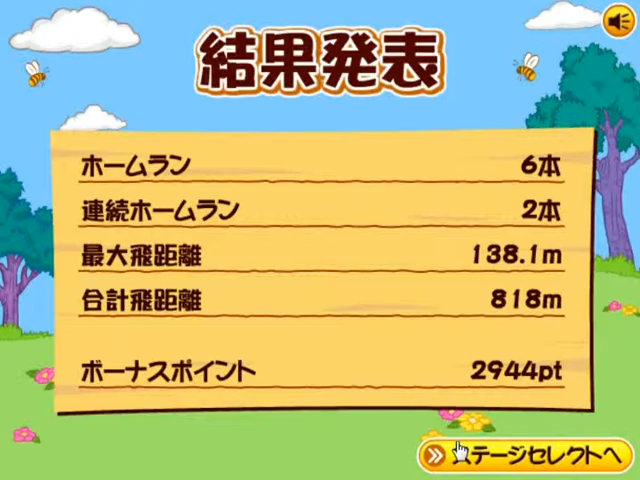 結果発表
ホームラン 6本
連続ホームラン 2本
最大飛距離 138.1m
合計飛距離 818m
ボーナスポイント 2944pt
ステージセレクトへ